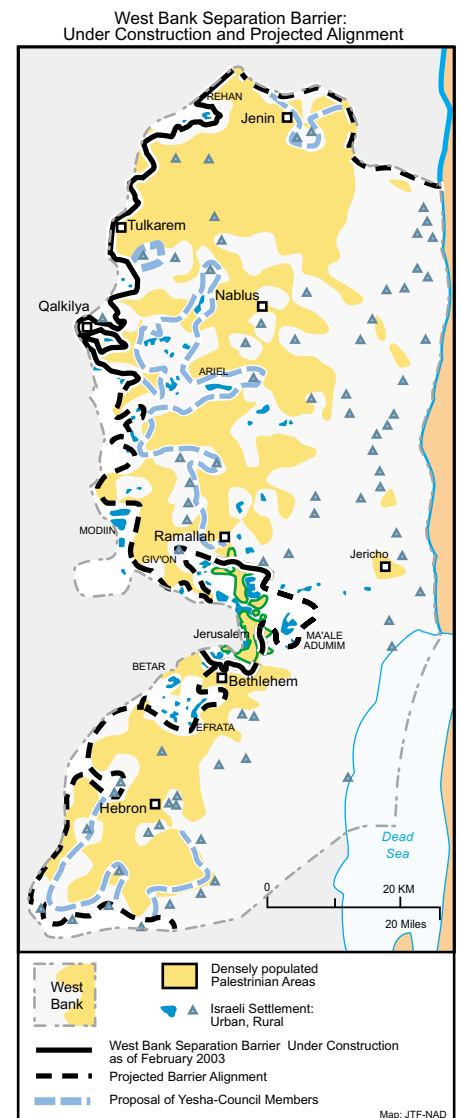 West Bank Separation Barrier:
Under Construction and Projected Alignment
REHAN
Jenin
Tulkarem
Qalkilya
Nablus
ARIEL
MODIIN
Ramallah
GIV'ON
Jericho
Jerusalem
MA'ALE
ADUMIM
BETAR
Bethlehem
EFRATA
Hebron
Dead
Sea
0
20 KM
20 Miles
West
Bank
Densely populated
Palestrinian Areas
Israeli Settlement:
Urban, Rural
West Bank Separation Barrier Under Construction
as of February 2003
Projected Barrier Alignment
Proposal of Yesha-Council Members
Map: JTF-NAD